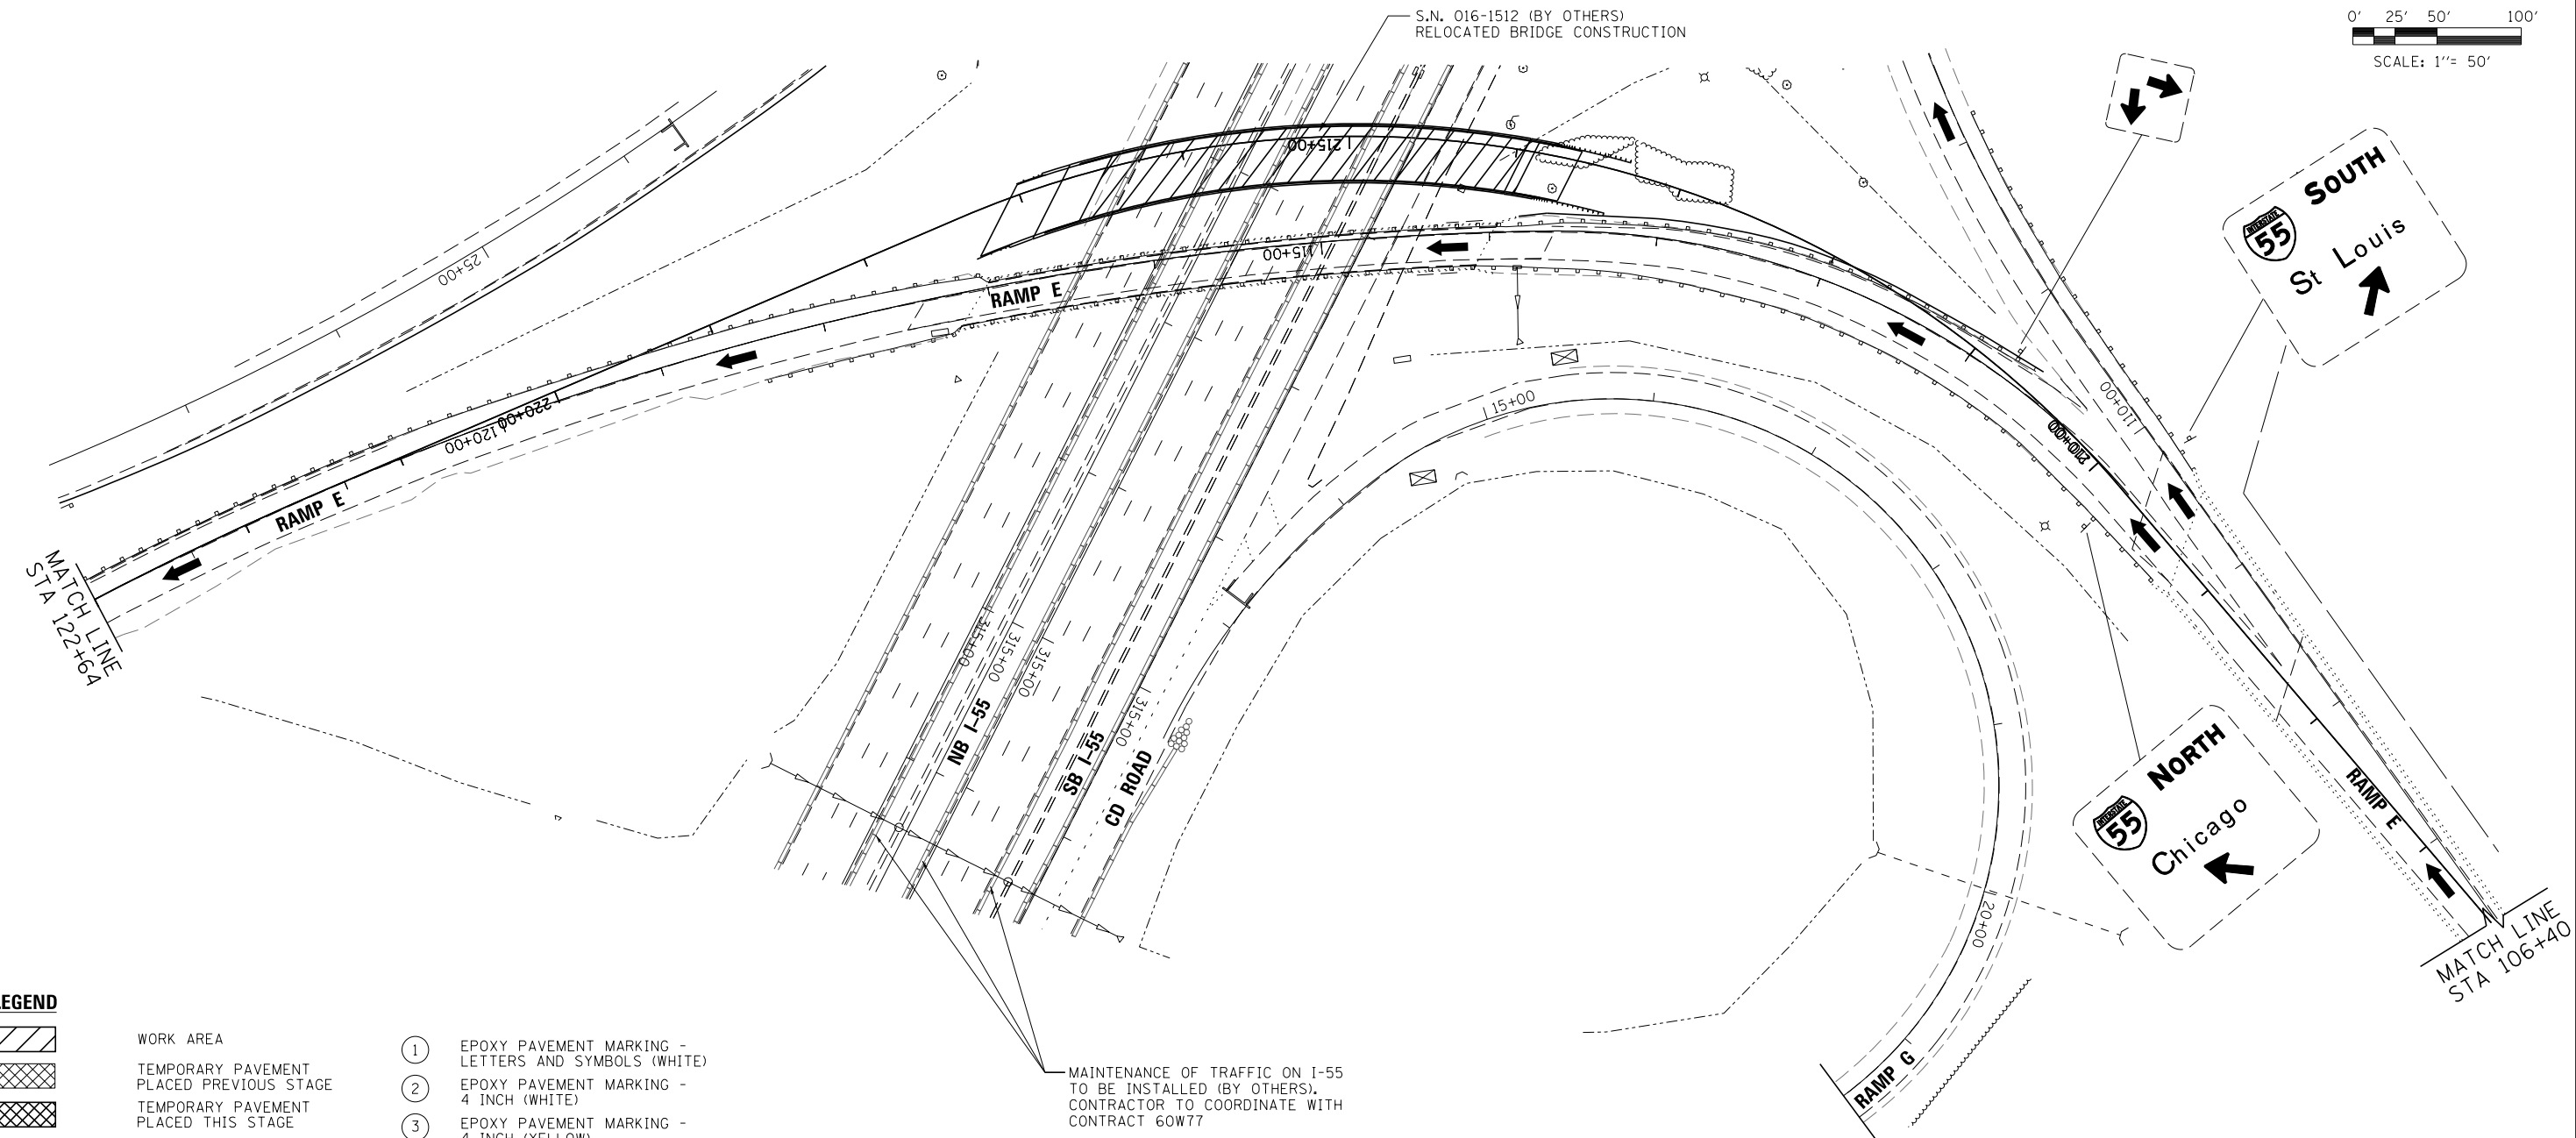 S.N. 016-1512 (BY OTHERS)
RELOCATED BRIDGE CONSTRUCTION
0' 25' 50' 100'
SCALE: 1"= 50'
SOUTH
INTERSTATE
55
St Louis
215+00
115+00
25+00
RAMP E
220+00
120+00
15+00
110+00
210+00
RAMP E
MATCH LINE
STA 122+64
315+00
315+00
315+00
315+00
NB I-55
SB I-55
CD ROAD
NORTH
INTERSTATE
55
Chicago
RAMP E
20+00
MATCH LINE
STA 106+40
RAMP G
LEGEND
WORK AREA
TEMPORARY PAVEMENT
PLACED PREVIOUS STAGE
TEMPORARY PAVEMENT
PLACED THIS STAGE
1 EPOXY PAVEMENT MARKING -
LETTERS AND SYMBOLS (WHITE)
2 EPOXY PAVEMENT MARKING -
4 INCH (WHITE)
3 EPOXY PAVEMENT MARKING -
4 INCH (YELLOW)
MAINTENANCE OF TRAFFIC ON I-55
TO BE INSTALLED (BY OTHERS).
CONTRACTOR TO COORDINATE WITH
CONTRACT 60W77